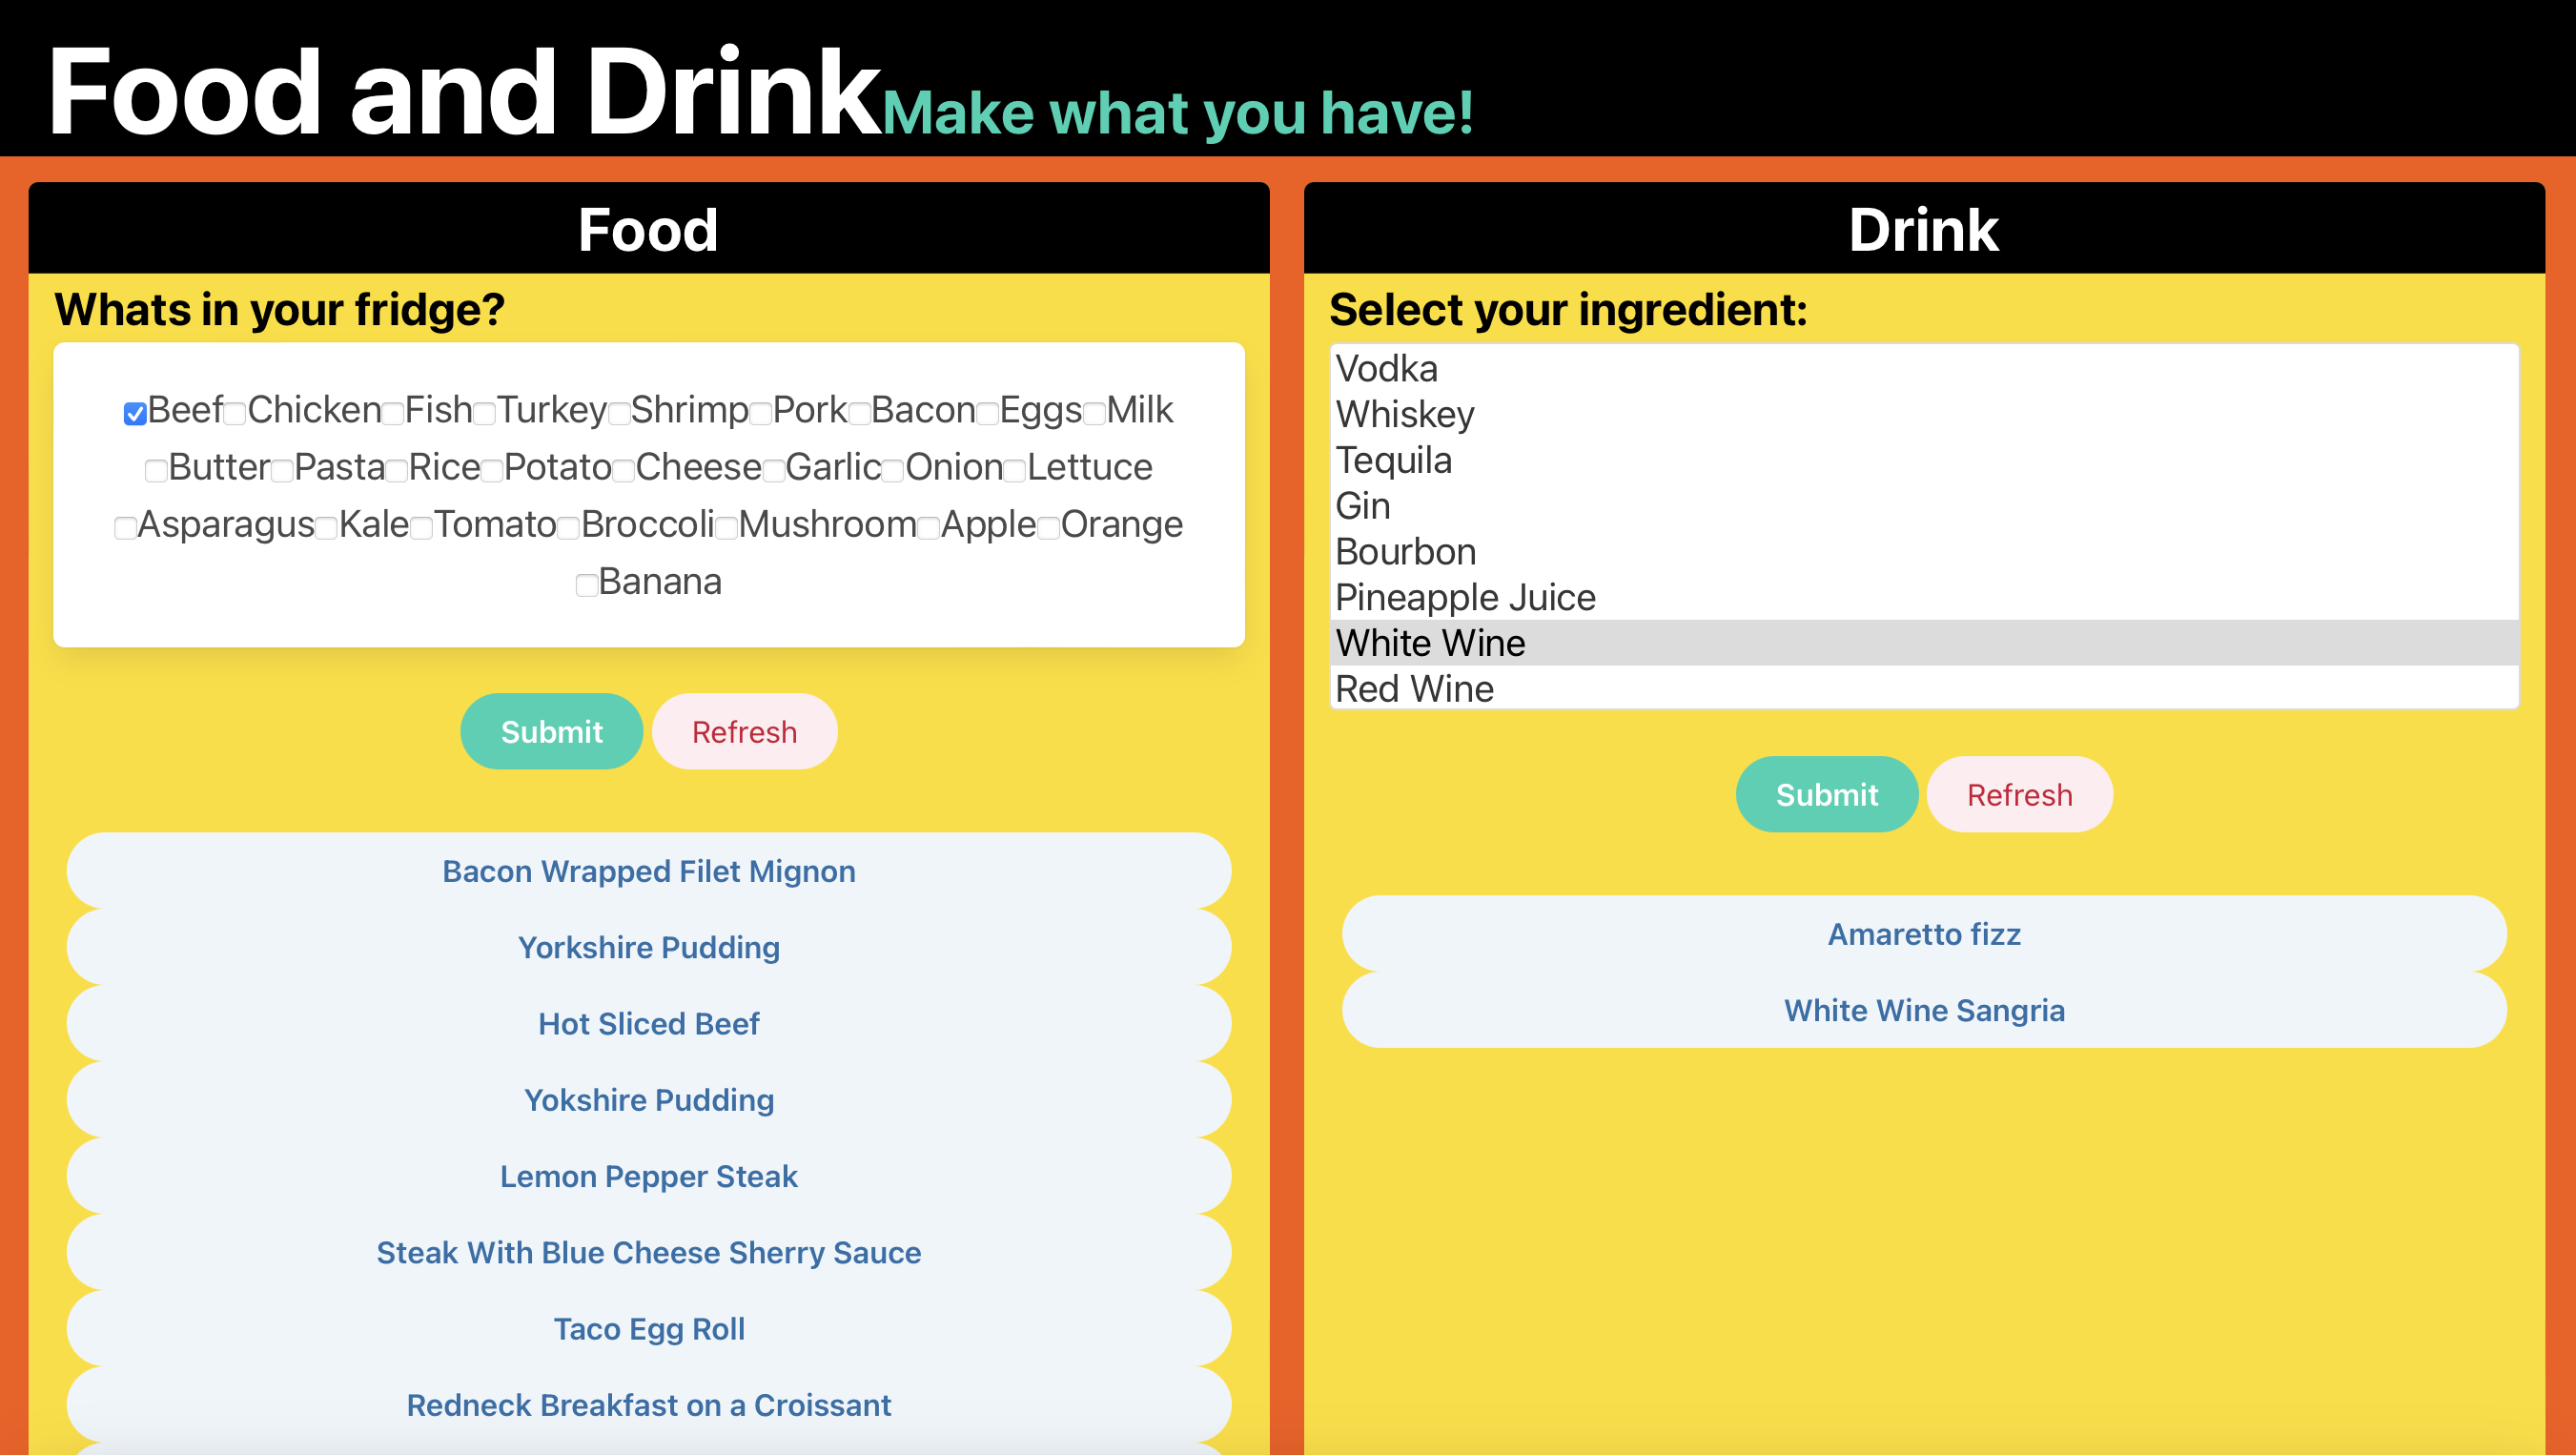 Food and Drink Make what you have!
Food
Whats in your fridge?
Beef Chicken Fish Turkey Shrimp Pork Bacon Eggs Milk
Butter Pasta Rice Potato Cheese Garlic Onion Lettuce
Asparagus Kale Tomato Broccoli Mushroom Apple Orange
Banana
Submit Refresh
Bacon Wrapped Filet Mignon
Yorkshire Pudding
Hot Sliced Beef
Yokshire Pudding
Lemon Pepper Steak
Steak With Blue Cheese Sherry Sauce
Taco Egg Roll
Redneck Breakfast on a Croissant
Drink
Select your ingredient:
Vodka
Whiskey
Tequila
Gin
Bourbon
Pineapple Juice
White Wine
Red Wine
Submit Refresh
Amaretto fizz
White Wine Sangria